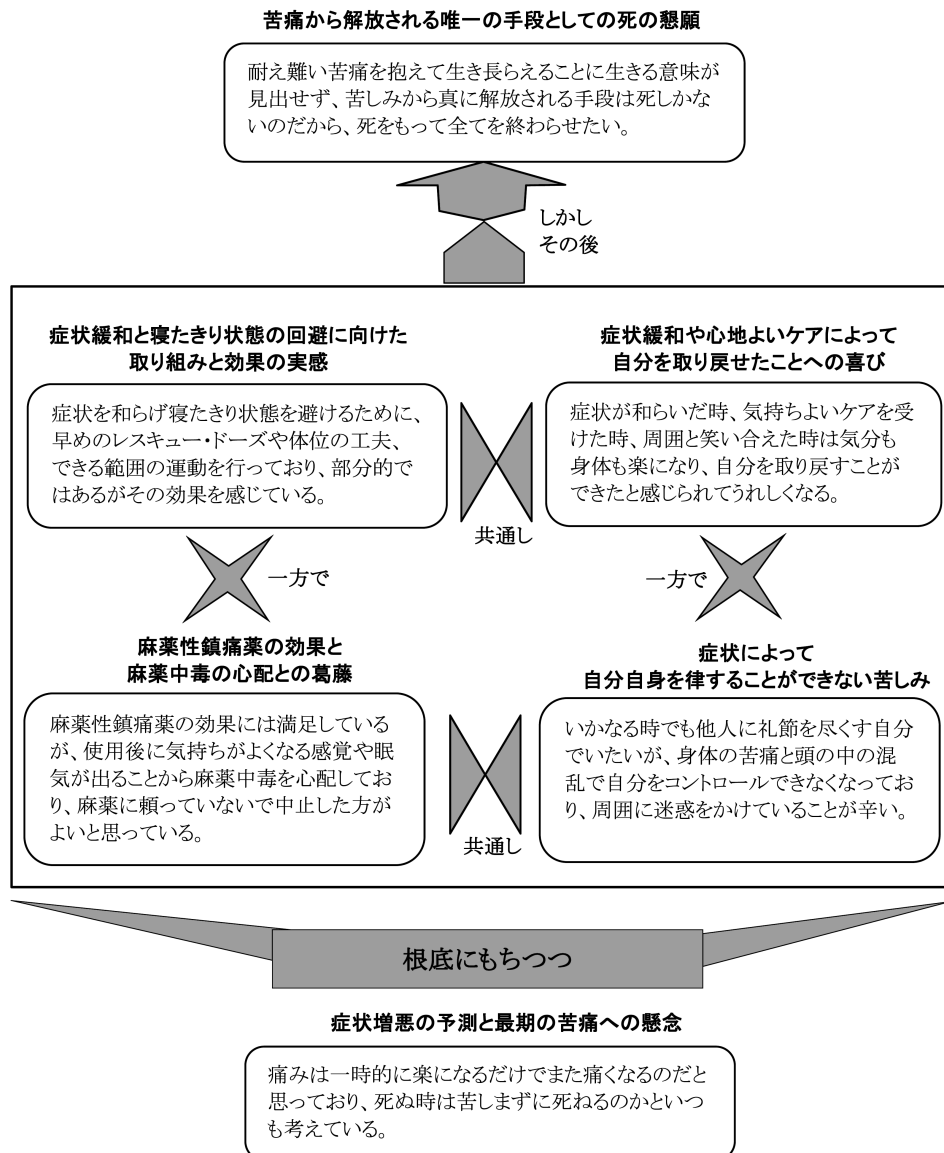 苦痛から解放される唯一の手段としての死の懇願
耐え難い苦痛を抱えて生き長らえることに生きる意味が
見出せず、苦しみから真に解放される手段は死しかな
いのだから、死をもって全てを終わらせたい。
しかし
その後
症状緩和と寝たきり状態の回避に向けた
取り組みと効果の実感
症状を和らげ寝たきり状態を避けるために、
早めのレスキュー・ドーズや体位の工夫、
できる範囲の運動を行っており、部分的で
はあるがその効果を感じている。
共通し
症状緩和や心地よいケアによって
自分を取り戻せたことへの喜び
症状が和らいだ時、気持ちよいケアを受
けた時、周囲と笑い合えた時は気分も
身体も楽になり、自分を取り戻すことが
できたと感じられてうれしくなる。
一方で
一方で
麻薬性鎮痛薬の効果と
麻薬中毒の心配との葛藤
麻薬性鎮痛薬の効果には満足している
が、使用後に気持ちがよくなる感覚や眠
気が出ることから麻薬中毒を心配してお
り、麻薬に頼っていないで中止した方が
よいと思っている。
共通し
症状によって
自分自身を律することができない苦しみ
いかなる時でも他人に礼節を尽くす自分
でいたいが、身体の苦痛と頭の中の混
乱で自分をコントロールできなくなってお
り、周囲に迷惑をかけていることが辛い。
根底にもちつつ
症状増悪の予測と最期の苦痛への懸念
痛みは一時的に楽になるだけでまた痛くなるのだと
思っており、死ぬ時は苦しまずに死ねるのかといつ
も考えている。